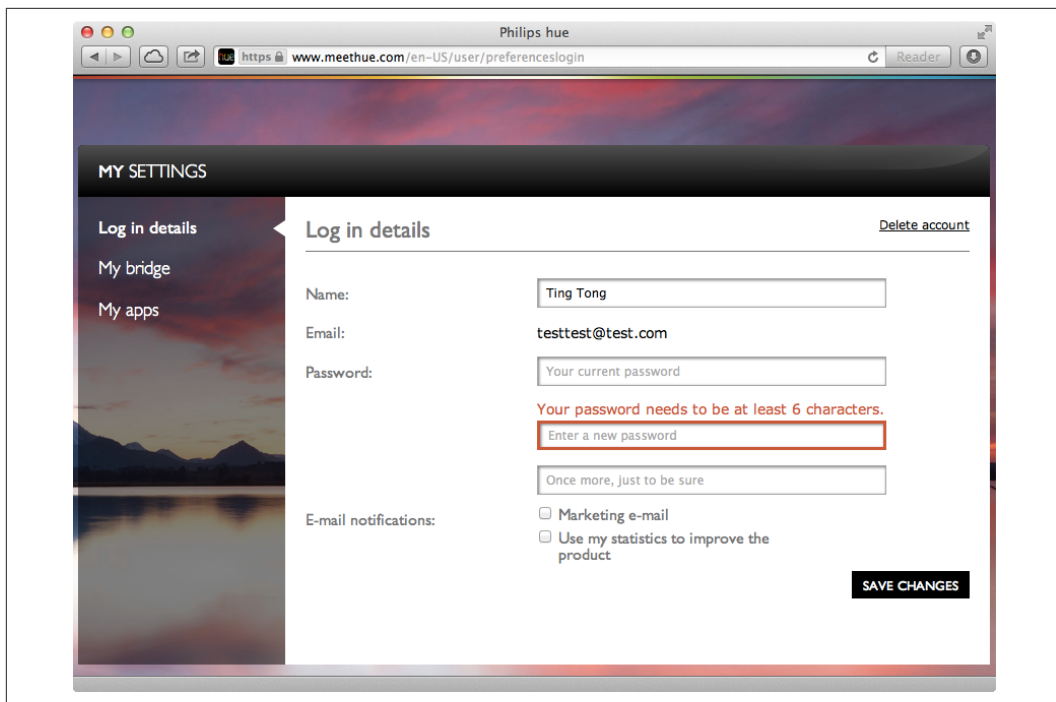 Philips hue
hue https www.meethue.com/en-US/user/preferenceslogin Reader
MY SETTINGS
Log in details
My bridge
My apps
Log in details
Delete account
Name: Ting Tong
Email: testtest@test.com
Password: Your current password
Your password needs to be at least 6 characters.
Enter a new password
Once more, just to be sure
E-mail notifications: Marketing e-mail
Use my statistics to improve the
product
SAVE CHANGES